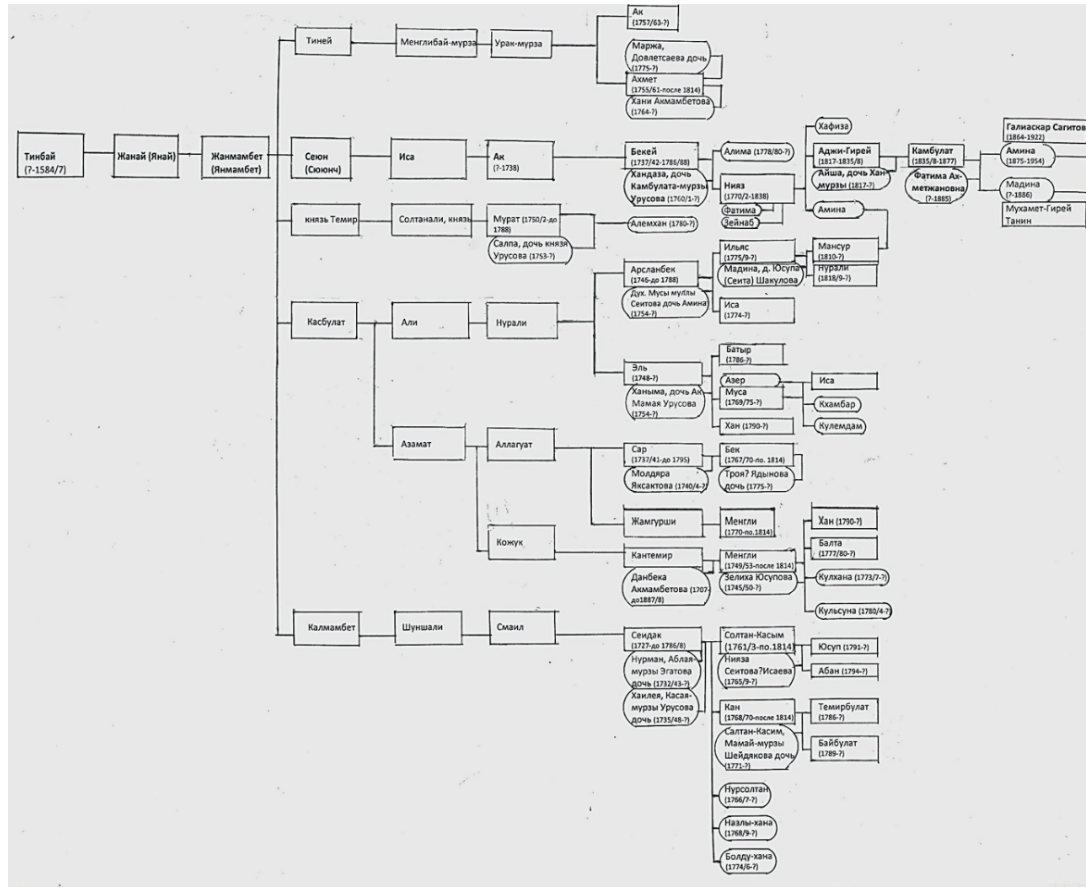 Тиней
Менглибай-мурза
Урак-мурза
Ак
(1757/63-?)
Маржа,
Довлетсаева дочь
(1775-?)
Ахмет
(1755/61-после 1814)
Хани Акмамбетова
(1764-?)
Тинбай
(?-1584/7)
Жанай (Янай)
Жанмамбет
(Янмамбет)
Сеюн
(Сююнч)
Иса
Ак
(?-1738)
Бекей
(1737/42-1786/88)
Хандаза, дочь
Камбулата-мурзы
Урусова
(1760/1-?)
Алима (1778/80-?)
Нияз
(1770/2-1838)
Фатима
Зейнаб
Хафиза
Аджи-Гирей
(1817-1835/8)
Айша, дочь Хан-
мурзы (1817-?)
Амина
Камбулат
(1835/8-1877)
Фатима Ах-
метжановна
(?-1885)
Галиаскар Сагитов
(1864-1922)
Амина
(1875-1954)
Мадина
(?-1886)
Мухамет-Гирей
Танин
князь Темир
Солтанали, князь
Мурат (1750/2-до
1788)
Салпа, дочь князя
Урусова (1753-?)
Алемхан (1780-?)
Касбулат
Али
Нурали
Арсланбек
(1746-до 1788)
Дух. Мусы муллы
Сеитова дочь Амина
(1754-?)
Ильяс
(1775/9-?)
Мадина, д. Юсупа
(Сеита) Шакулова
Иса
(1774-?)
Мансур
(1810-?)
Нурали
(1818/9-?)
Эль
(1748-?)
Ханыма, дочь Ак
Мамая Урусова
(1754-?)
Батыр
(1786-?)
Азер
Муса
(1769/75-?)
Хан (1790-?)
Иса
Кхамбар
Кулемдам
Азамат
Аллагуат
Сар
(1737/41-до 1795)
Молдяра
Яксактова (1740/4-?)
Бек
(1767/70-по. 1814)
Троя? Ядынова
дочь (1775-?)
Жамгурши
Менгли
(1770-по.1814)
Кожук
Кантемир
Данбека
Акмамбетова (1707-
до1887/8)
Менгли
(1749/53-после 1814)
Зелиха Юсупова
(1745/50-?)
Хан (1790-?)
Балта
(1777/80-?)
Кулхана (1773/7-?)
Кульсуна (1780/4-?)
Калмамбет
Шуншали
Смаил
Сеидак
(1727-до 1786/8)
Нурман, Аблая-
мурзы Эгатова
дочь (1732/43-?)
Хаилея, Касая-
мурзы Урусова
дочь (1735/48-?)
Солтан-Касым
(1761/3-по.1814)
Нияза
Сеитова?Исаева
(1765/9-?)
Юсуп (1791-?)
Абан (1794-?)
Кан
(1768/70-после 1814)
Салтан-Касим,
Мамай-мурзы
Шейдякова дочь
(1771-?)
Темирбулат
(1786-?)
Байбулат
(1789-?)
Нурсолтан
(1766/7-?)
Назлы-хана
(1768/9-?)
Болду-хана
(1774/6-?)